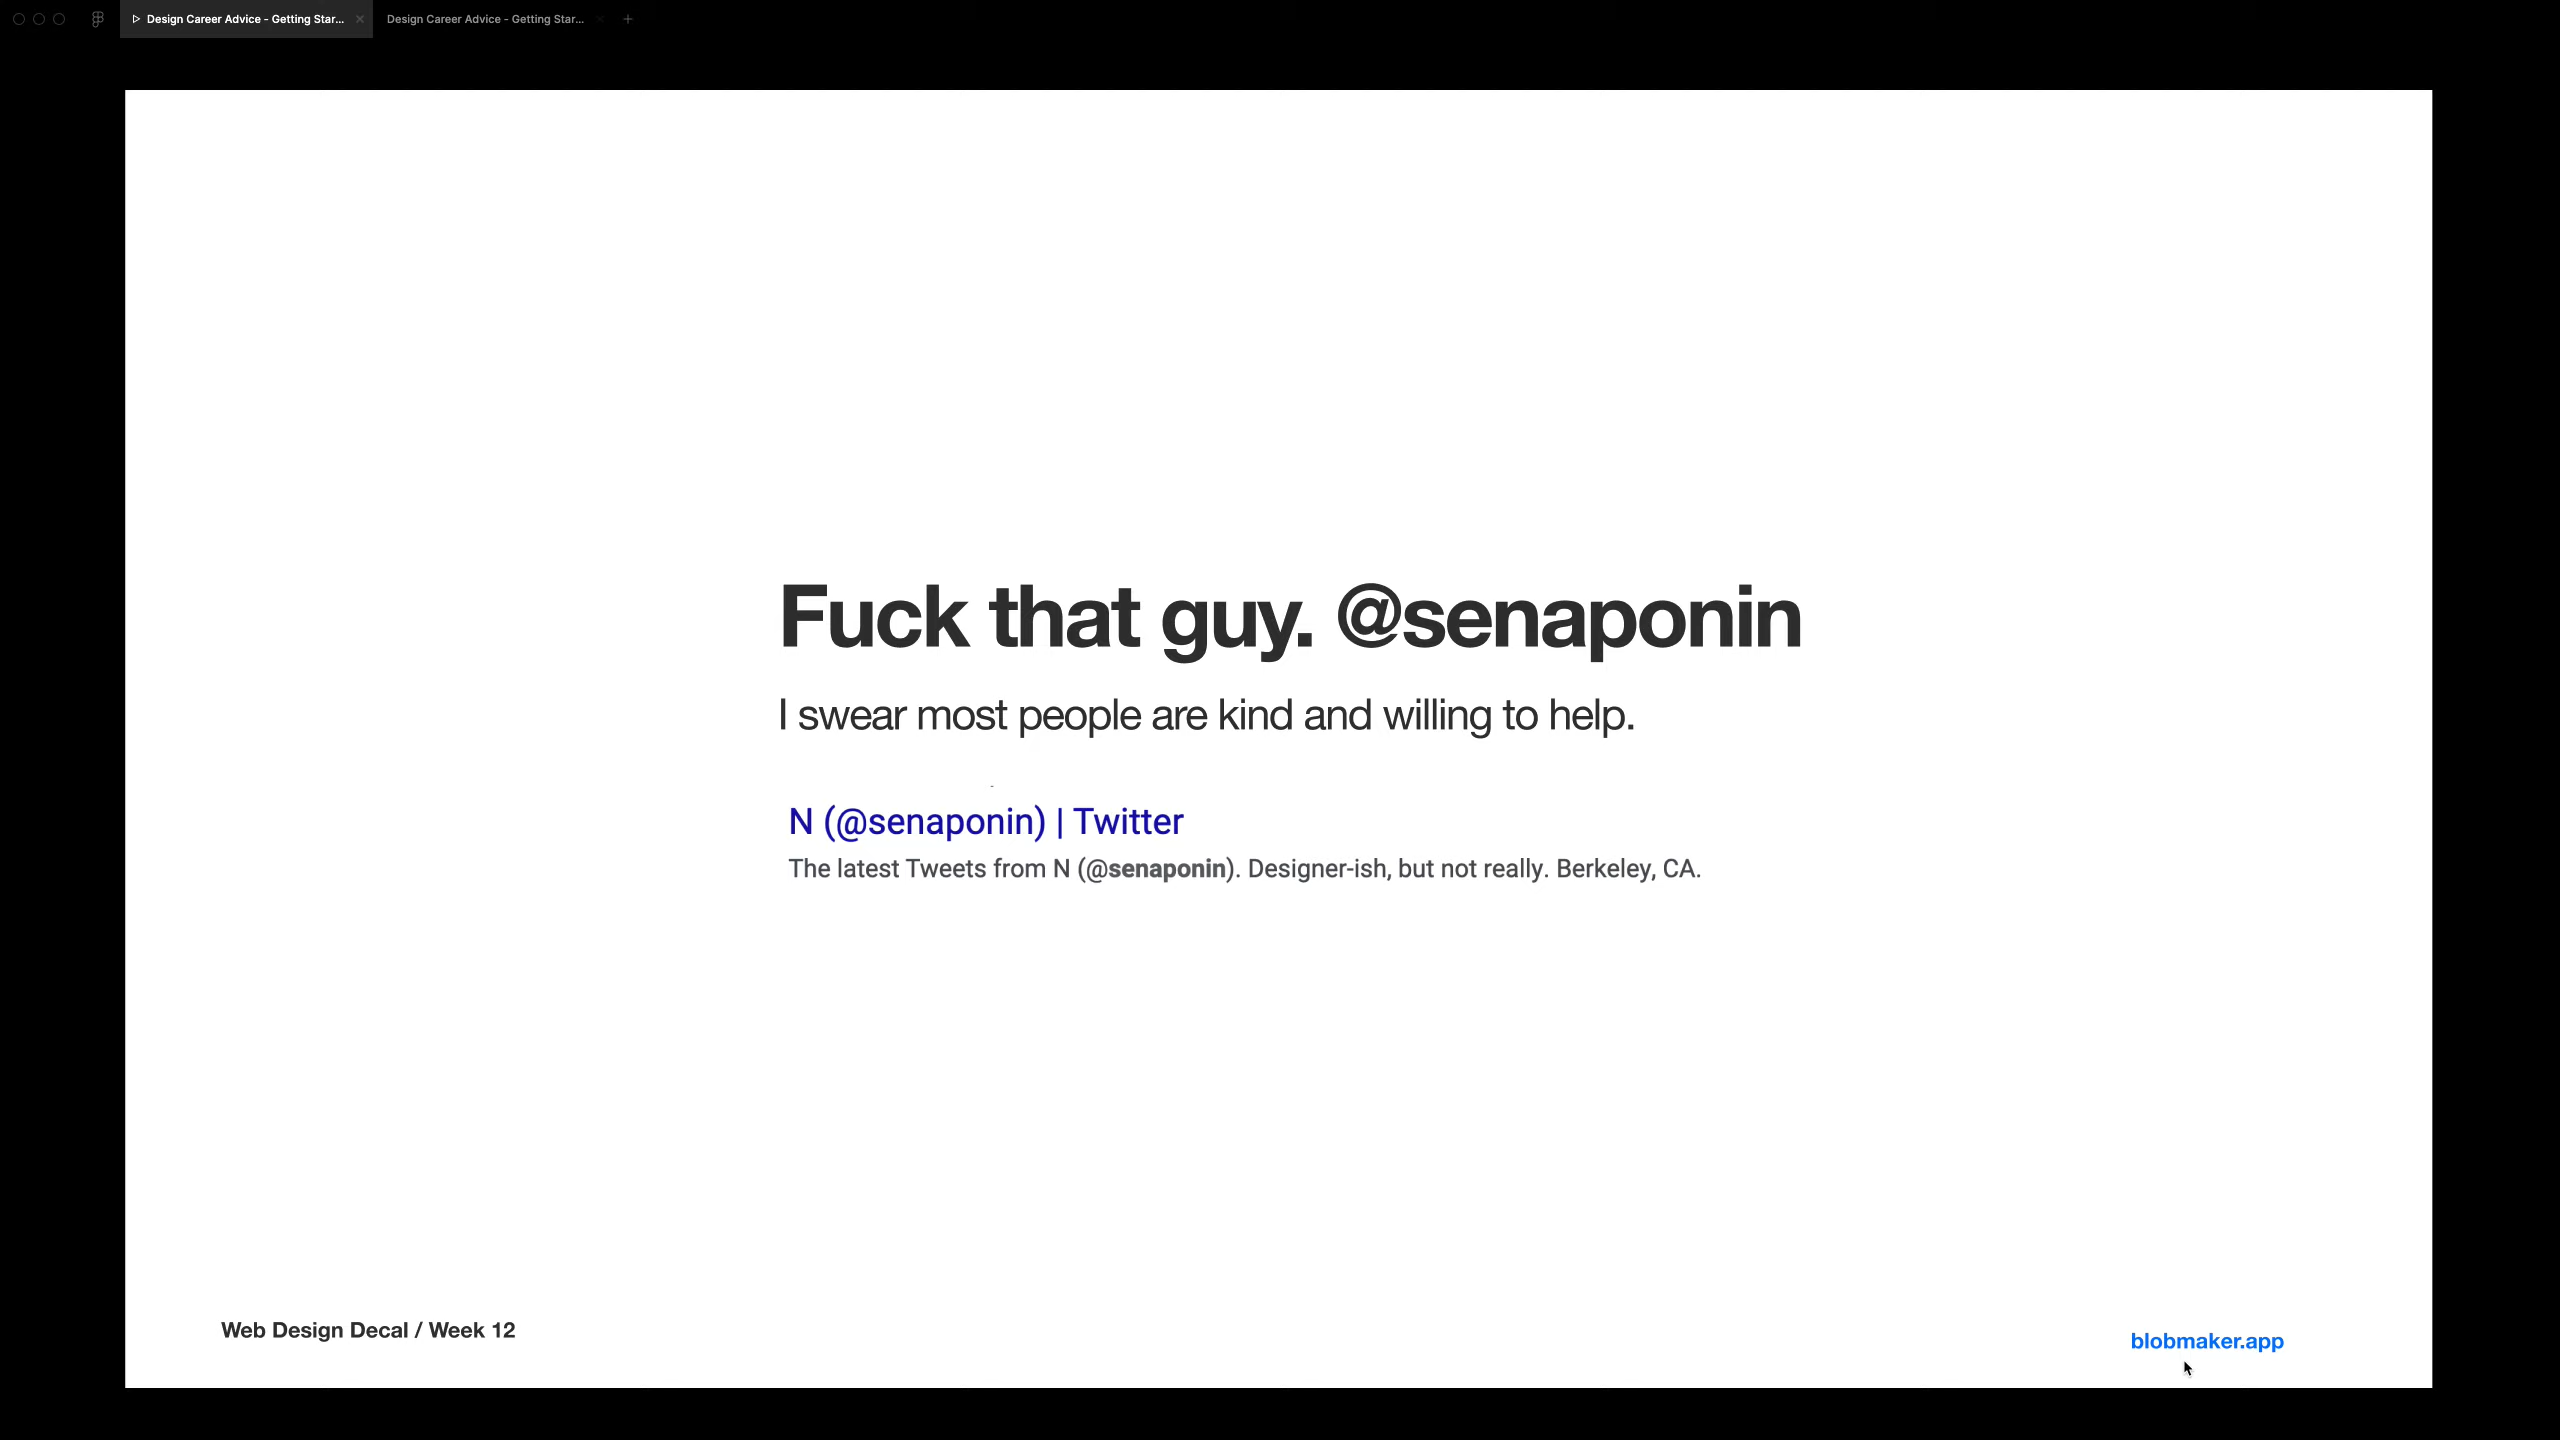 Design Career Advice - Getting Star...
Design Career Advice - Getting Star...
Fuck that guy. @senaponin
I swear most people are kind and willing to help.
N (@senaponin) | Twitter
The latest Tweets from N (@senaponin). Designer-ish, but not really. Berkeley, CA.
Web Design Decal / Week 12
blobmaker.app